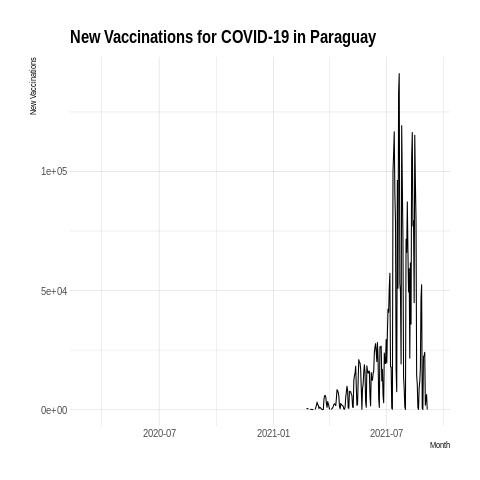 New Vaccinations for COVID-19 in Paraguay
New Vaccinations
1e+05
5e+04
0e+00
2020-07 2021-01 2021-07
Month